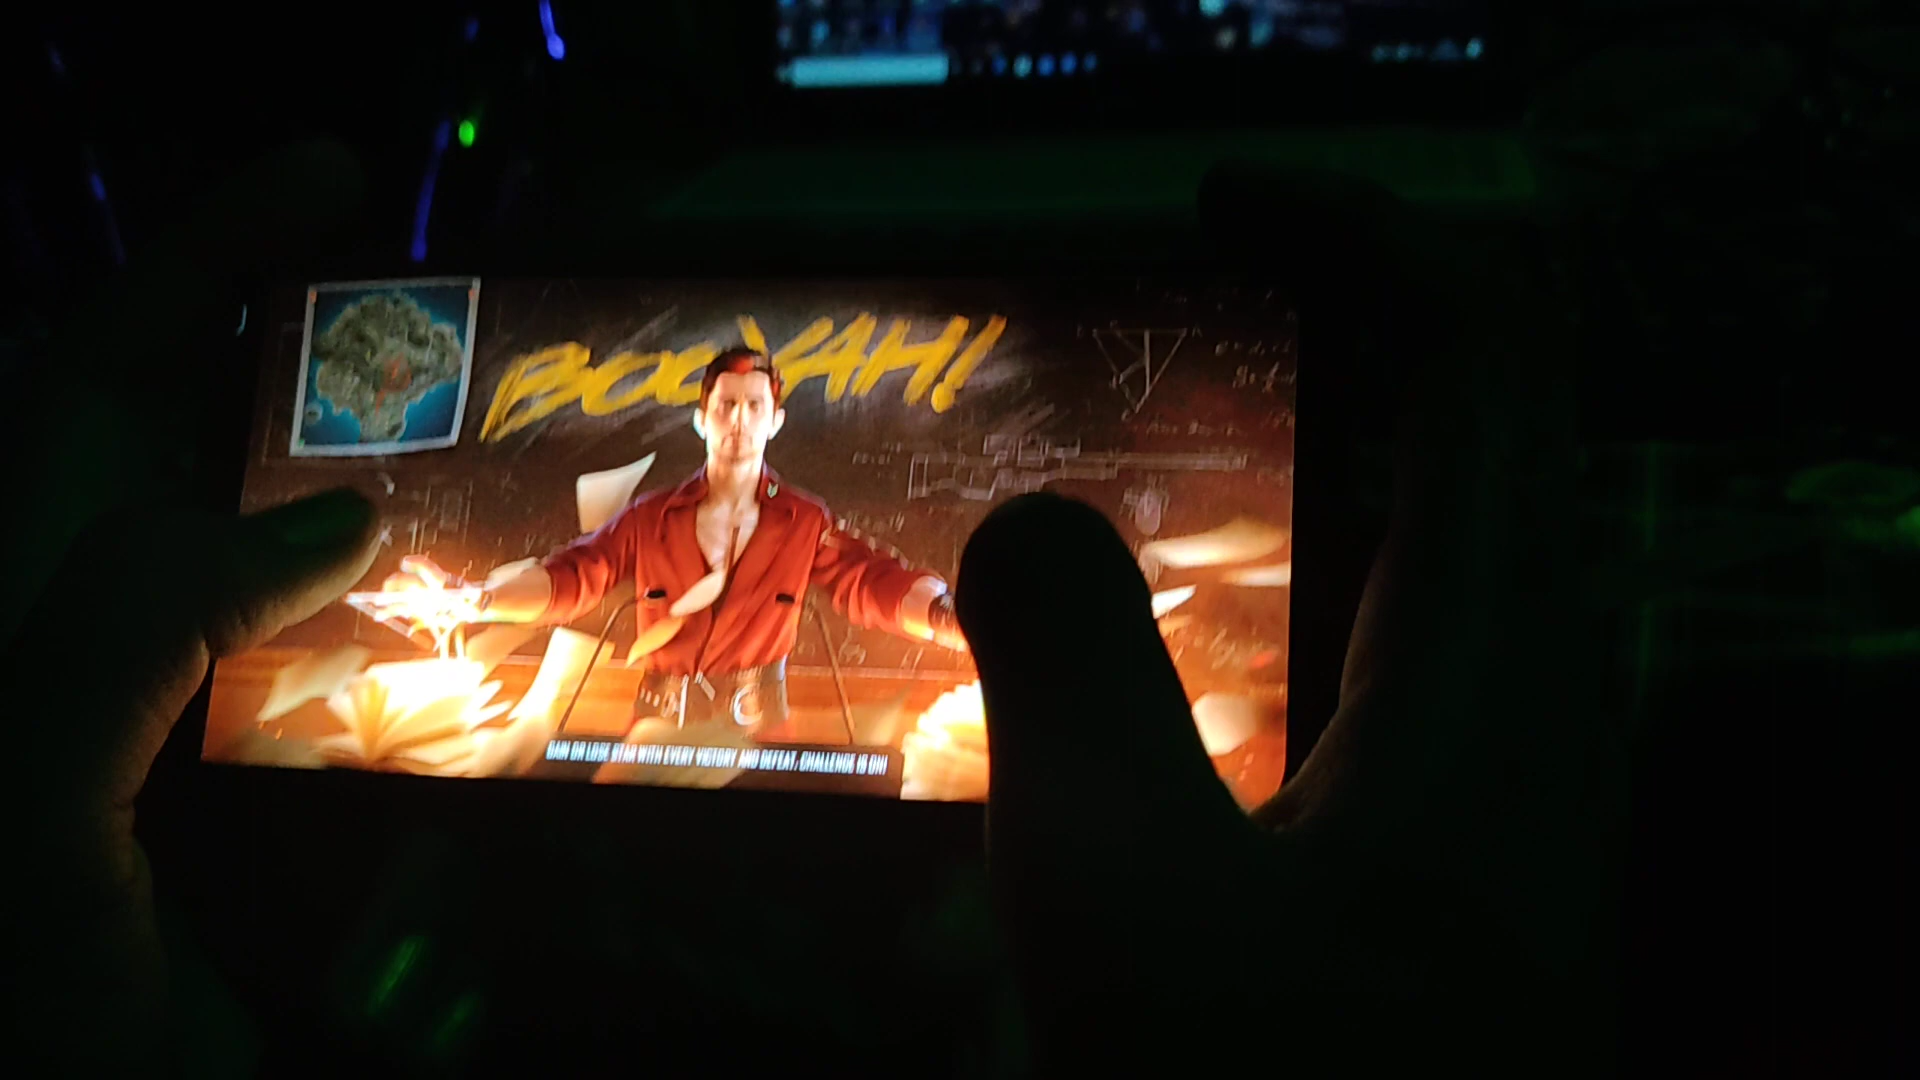 BOOYAH!
GAIN OR LOSE STAR WITH EVERY VICTORY AND DEFEAT, CHALLENGE IS ON!